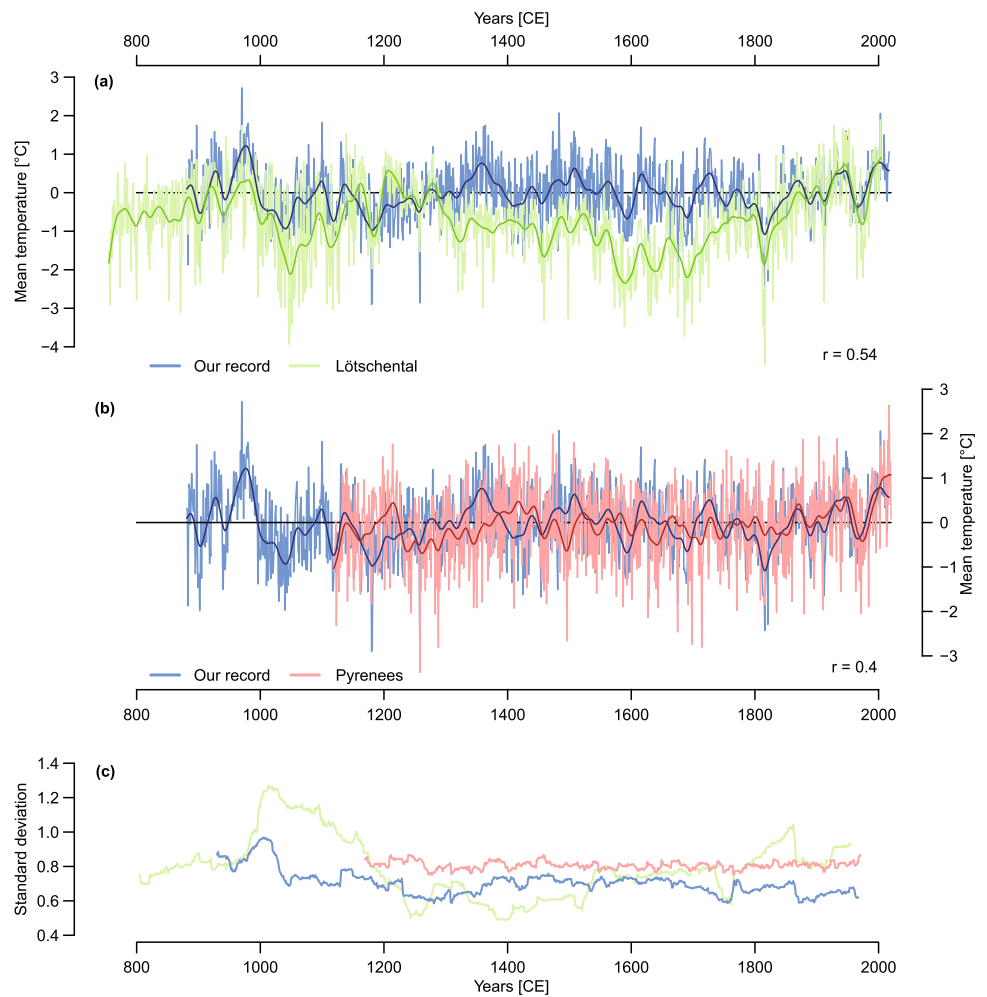 Years [CE]
800 1000 1200 1400 1600 1800 2000
(a)
3
2
1
0
−1
−2
−3
−4
Mean temperature [°C]
r = 0.54
Our record Lötschental
(b)
3
2
1
0
−1
−2
−3
Mean temperature [°C]
r = 0.4
Our record Pyrenees
800 1000 1200 1400 1600 1800 2000
(c)
1.4
1.2
1.0
0.8
0.6
0.4
Standard deviation
800 1000 1200 1400 1600 1800 2000
Years [CE]